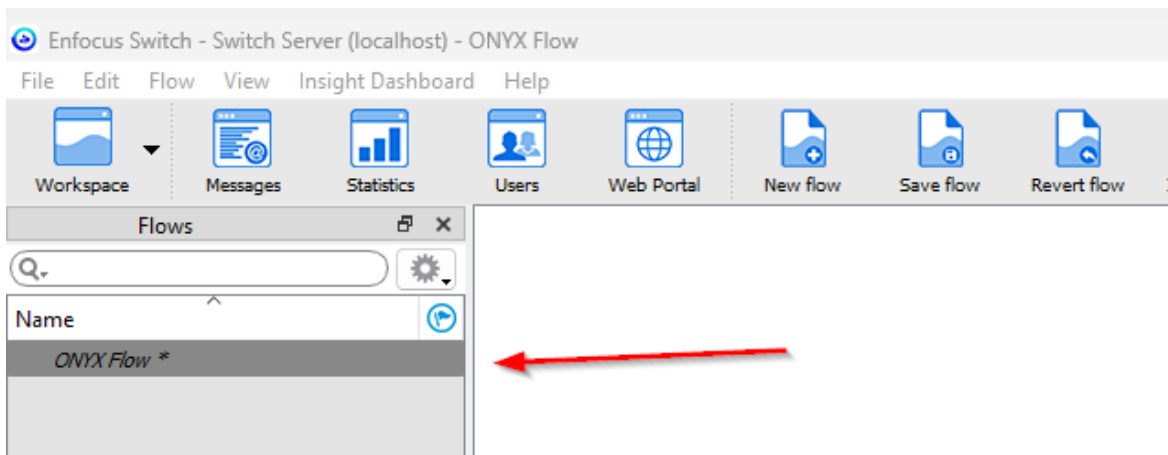 Enfocus Switch - Switch Server (localhost) - ONYX Flow
File Edit Flow View Insight Dashboard Help
Workspace Messages Statistics Users Web Portal New flow Save flow Revert flow
Flows
Name
ONYX Flow *